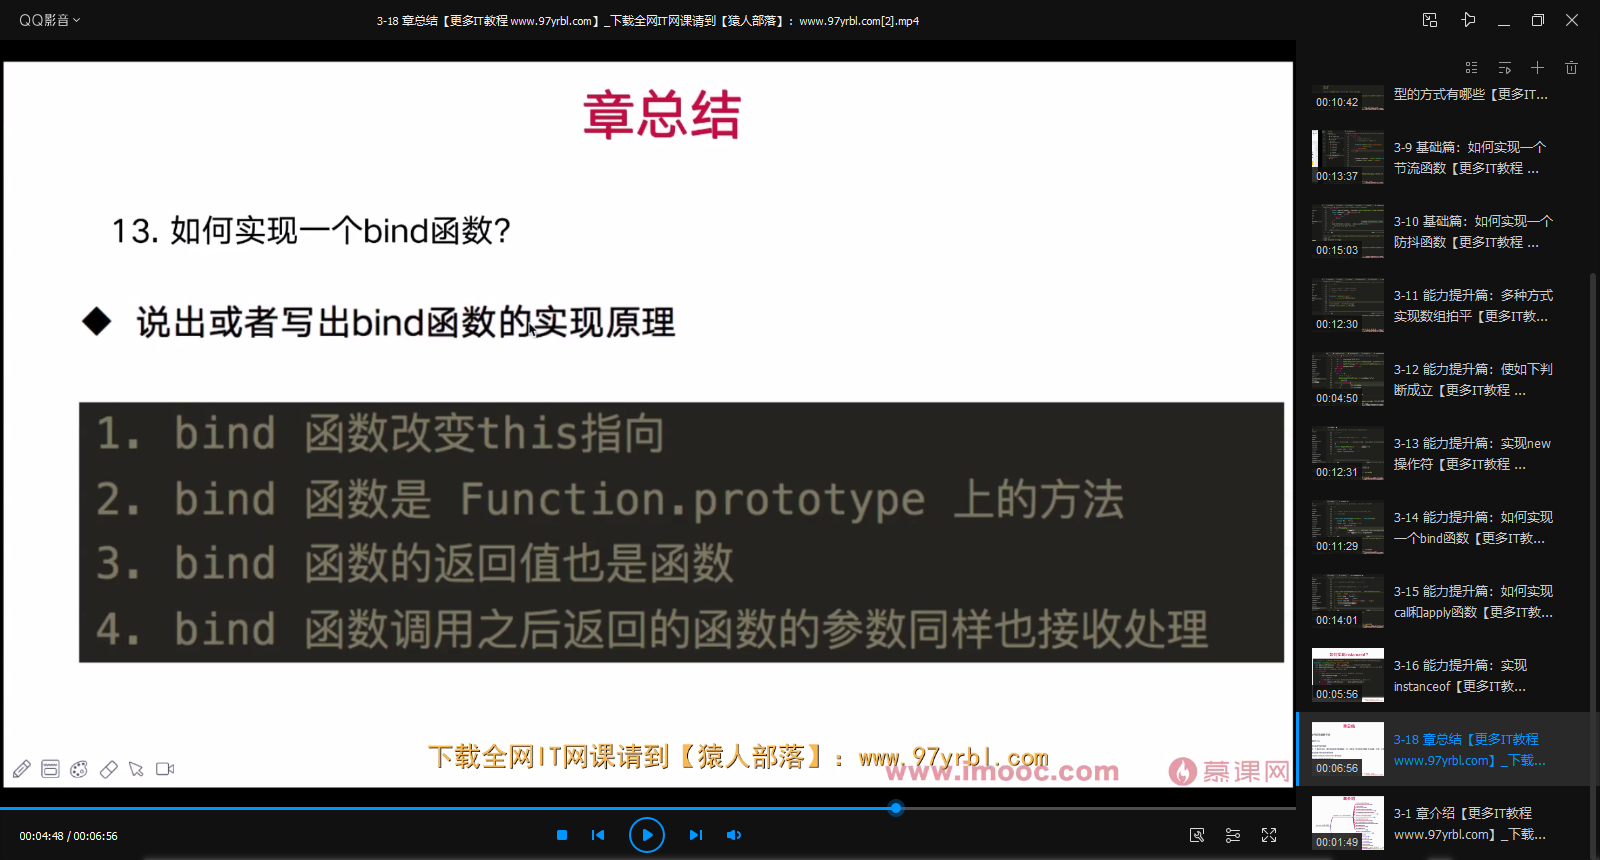 QQ影音
3-18 章总结【更多IT教程 www.97yrbl.com】_下载全网IT网课请到【猿人部落】：www.97yrbl.com[2].mp4
章总结
13. 如何实现一个bind函数?
◆ 说出或者写出bind函数的实现原理
1. bind 函数改变this指向
2. bind 函数是 Function.prototype 上的方法
3. bind 函数的返回值也是函数
4. bind 函数调用之后返回的函数的参数同样也接收处理
下载全网IT网课请到【猿人部落】：www.97yrbl.com
www.imooc.com
慕课网
00:04:48 / 00:06:56
00:10:42
型的方式有哪些【更多IT...
00:13:37
3-9 基础篇：如何实现一个
节流函数【更多IT教程 ...
00:15:03
3-10 基础篇：如何实现一个
防抖函数【更多IT教程 ...
00:12:30
3-11 能力提升篇：多种方式
实现数组拍平【更多IT教...
00:04:50
3-12 能力提升篇：使如下判
断成立【更多IT教程 ...
00:12:31
3-13 能力提升篇：实现new
操作符【更多IT教程 ...
00:11:29
3-14 能力提升篇：如何实现
一个bind函数【更多IT教...
00:14:01
3-15 能力提升篇：如何实现
call和apply函数【更多IT教...
00:05:56
3-16 能力提升篇：实现
instanceof【更多IT教...
00:06:56
3-18 章总结【更多IT教程
www.97yrbl.com】_下载...
00:01:49
3-1 章介绍【更多IT教程
www.97yrbl.com】_下载...